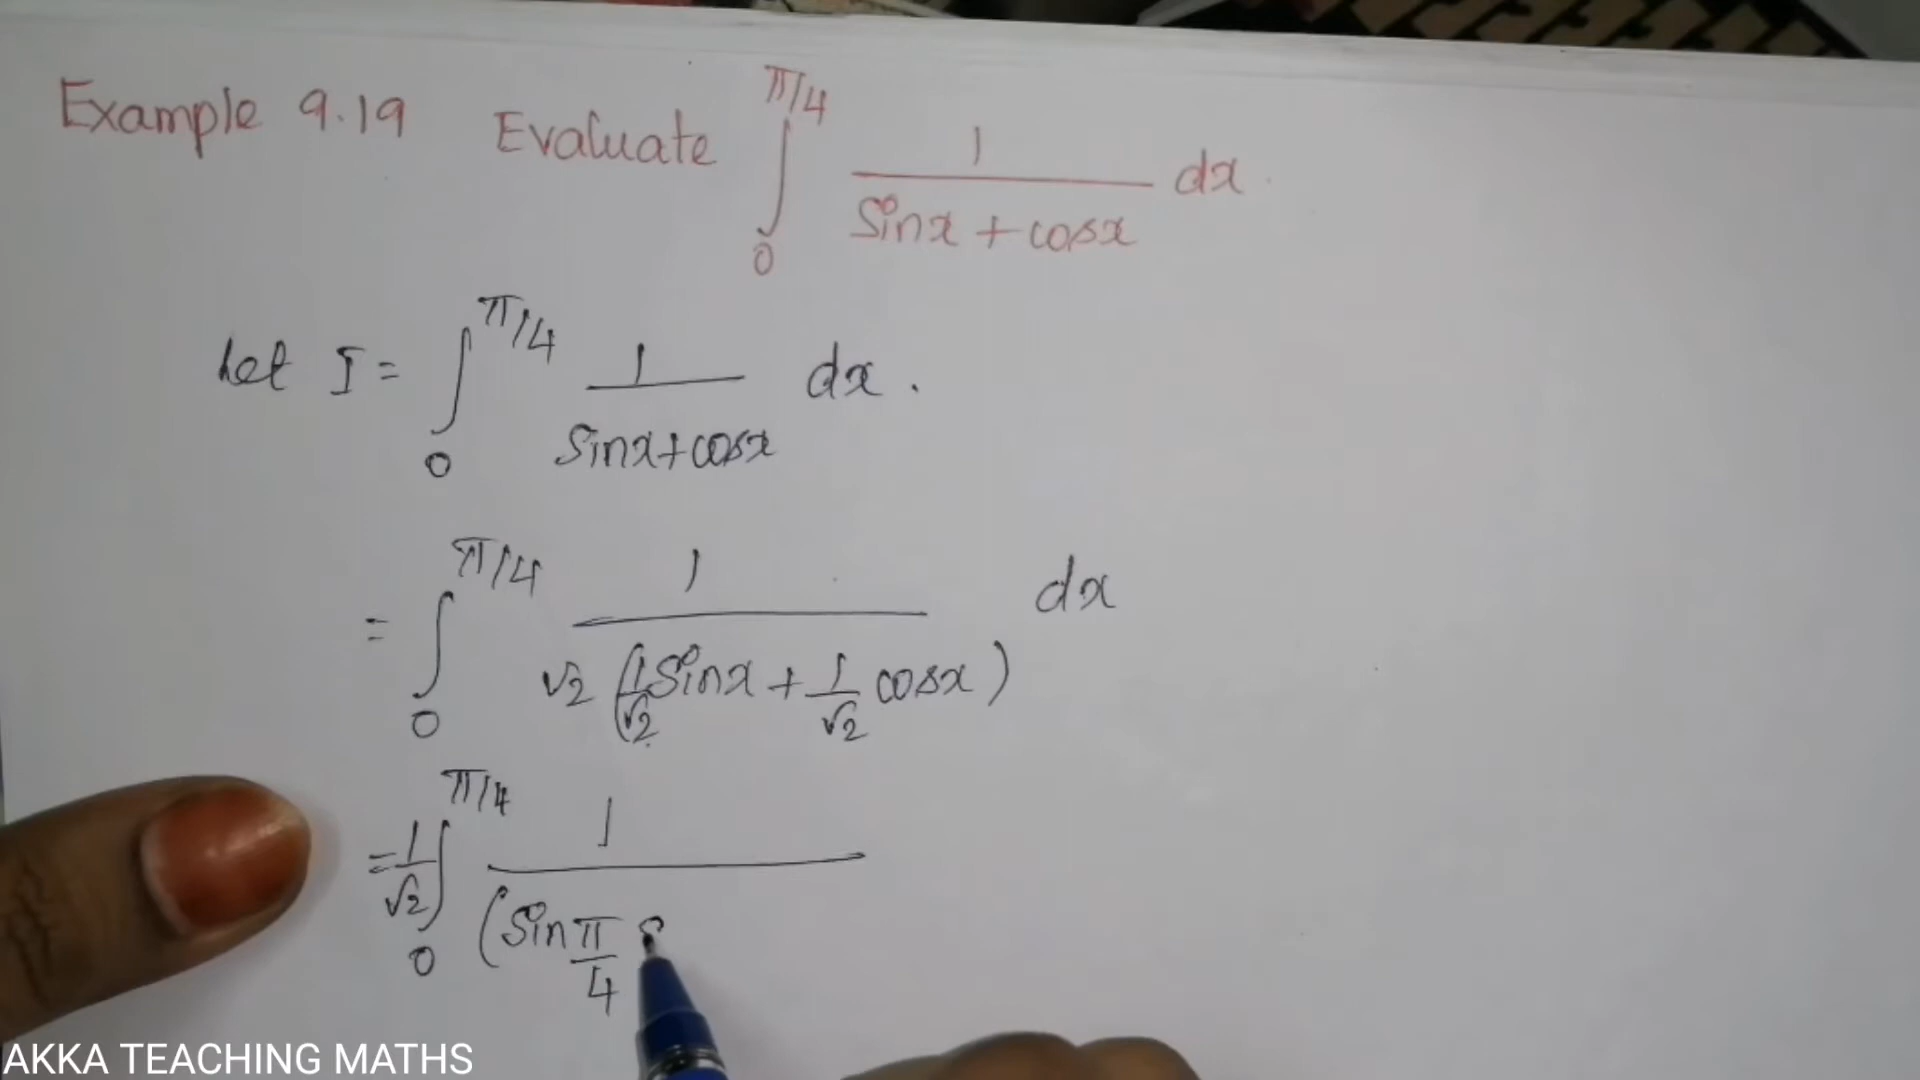 Example 9.19 Evaluate ∫₀^{π/4} 1/(sinx + cosx) dx.
Let I = ∫₀^{π/4} 1/(sinx+cosx) dx.
= ∫₀^{π/4} 1/(√2 (1/√2 sinx + 1/√2 cosx)) dx
= 1/√2 ∫₀^{π/4} 1/(sin π/4 s
AKKA TEACHING MATHS